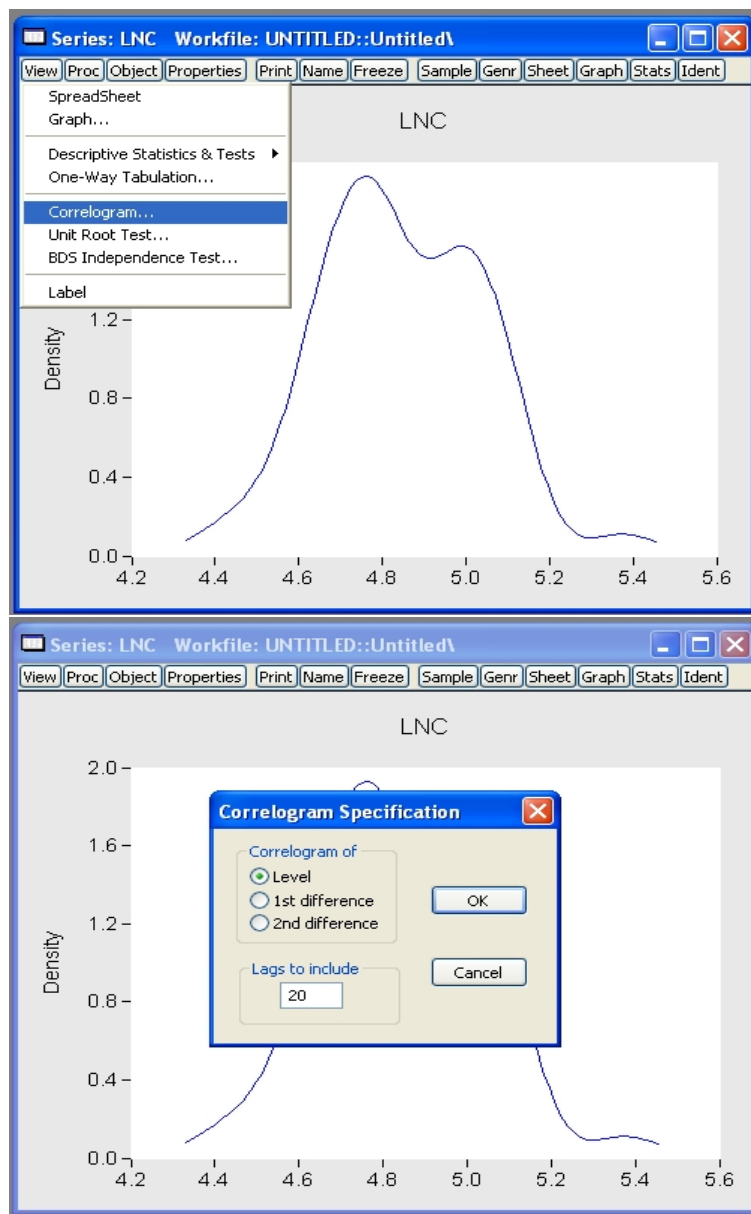 Series: LNC Workfile: UNTITLED::Untitled\
View Proc Object Properties Print Name Freeze Sample Genr Sheet Graph Stats Ident
SpreadSheet
Graph...
Descriptive Statistics & Tests
One-Way Tabulation...
Correlogram...
Unit Root Test...
BDS Independence Test...
Label
LNC
Density
1.2
0.8
0.4
0.0
4.2 4.4 4.6 4.8 5.0 5.2 5.4 5.6
Series: LNC Workfile: UNTITLED::Untitled\
View Proc Object Properties Print Name Freeze Sample Genr Sheet Graph Stats Ident
LNC
Density
2.0
1.6
1.2
0.8
0.4
0.0
4.2 4.4 4.6 4.8 5.0 5.2 5.4 5.6
Correlogram Specification
Correlogram of
Level
1st difference
2nd difference
Lags to include
20
OK
Cancel